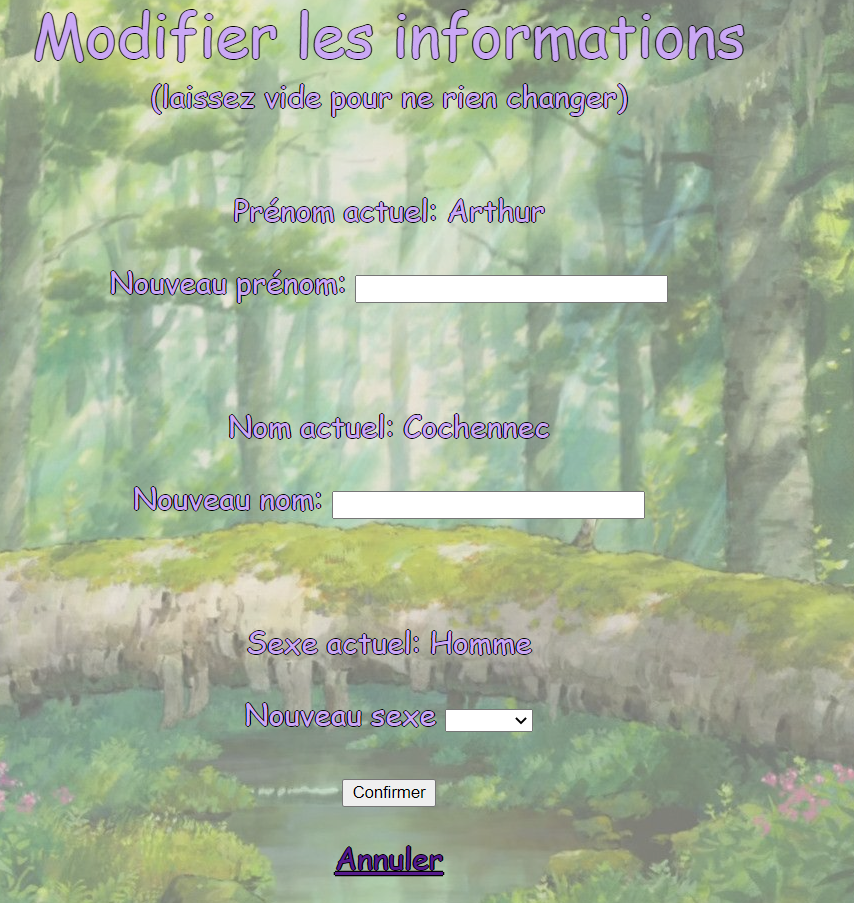 Modifier les informations
(laissez vide pour ne rien changer)
Prénom actuel: Arthur
Nouveau prénom:
Nom actuel: Cochennec
Nouveau nom:
Sexe actuel: Homme
Nouveau sexe
Confirmer
Annuler